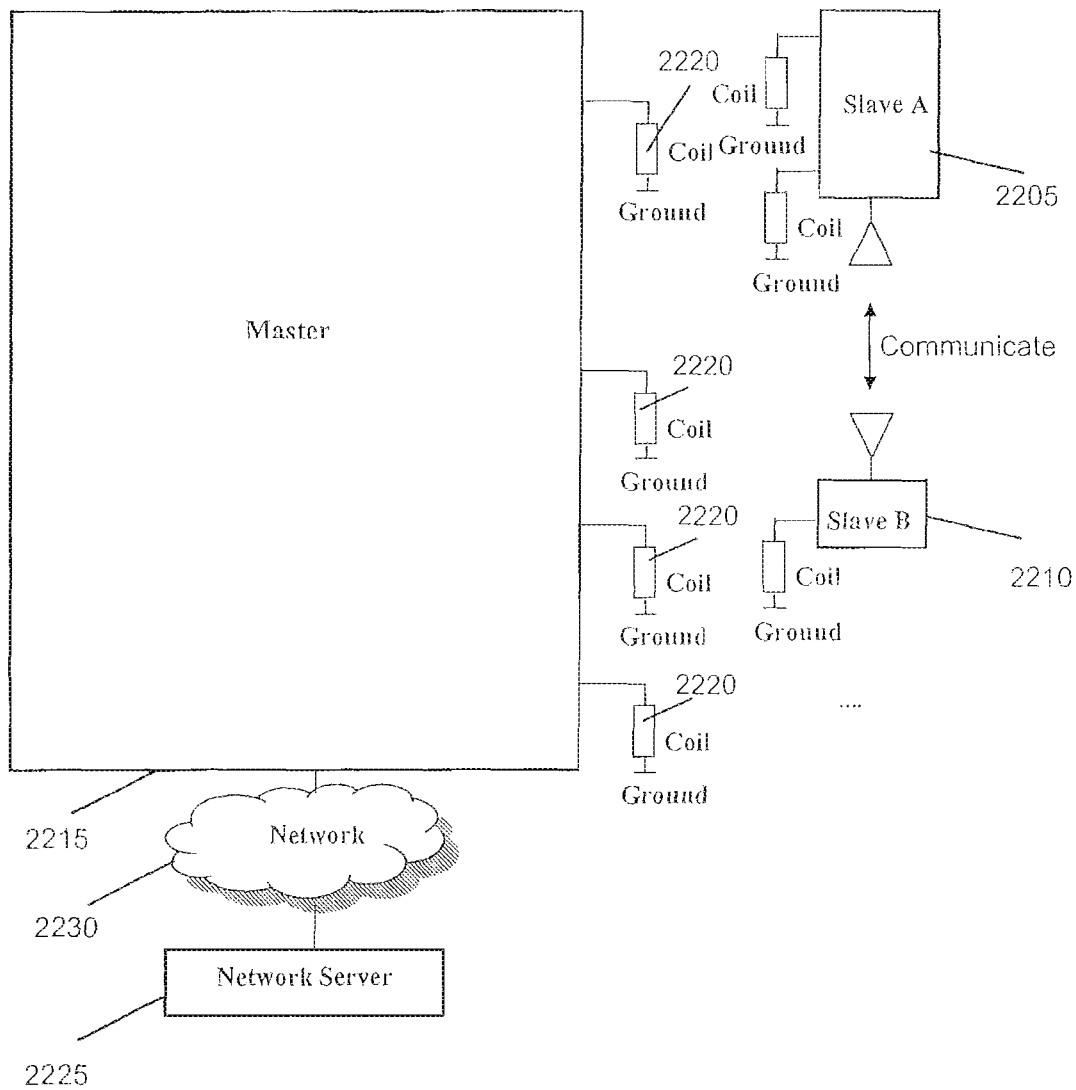 2220
Coil
Slave A
Coil
Ground
2205
Ground
Coil
Ground
Master
Communicate
2220
Coil
Ground
2220
Slave B
Coil
Coil
2210
Ground
Ground
2220
....
Coil
Ground
2215
Network
2230
Network Server
2225